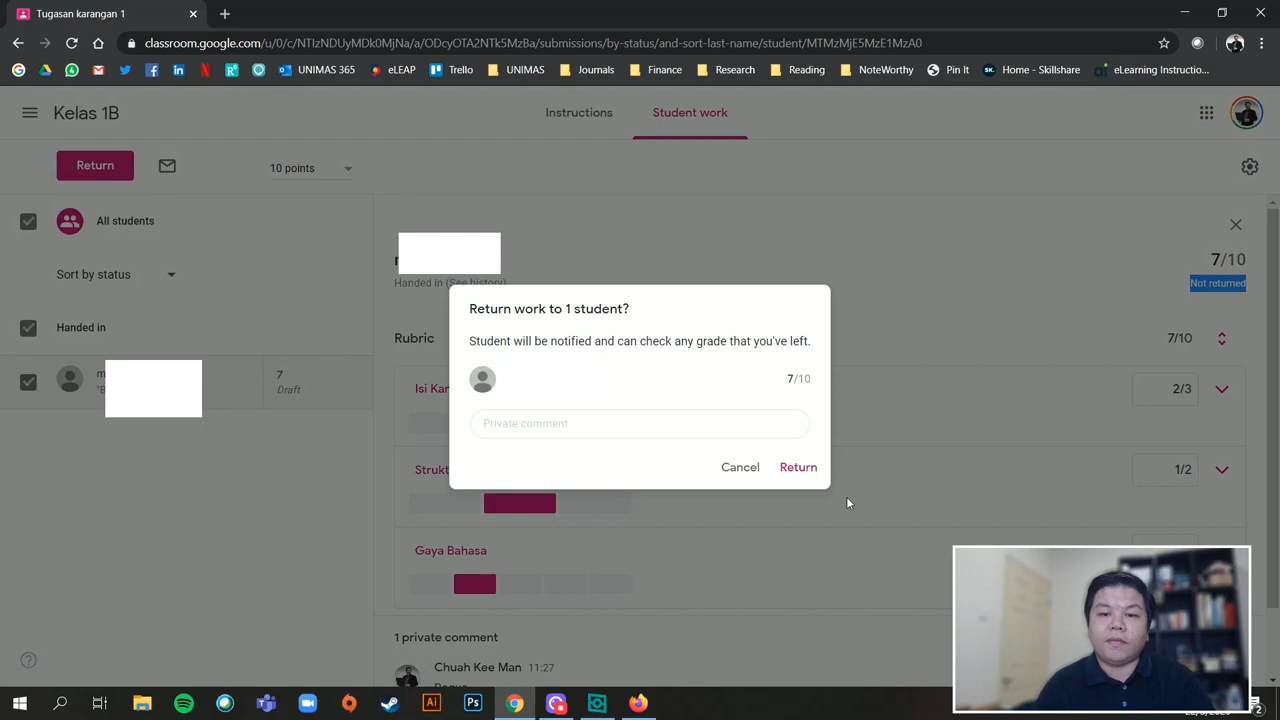 Tugasan karangan 1
classroom.google.com/u/0/c/NTIzNDUyMDk0MjNa/a/ODcyOTA2NTk5MzBa/submissions/by-status/and-sort-last-name/student/MTMzMjE5MzE1MzA0
UNIMAS 365
eLEAP
Trello
UNIMAS
Journals
Finance
Research
Reading
NoteWorthy
Pin It
Home - Skillshare
eLearning Instructio...
Kelas 1B
Instructions
Student work
Return
10 points
All students
Sort by status
7/10
Handed in (See history)
Not returned
Return work to 1 student?
Handed in
Rubric
7/10
Student will be notified and can check any grade that you've left.
7
Draft
7/10
Isi Kar
2/3
Private comment
Cancel
Return
Strukt
1/2
Gaya Bahasa
1 private comment
Chuah Kee Man 11:27